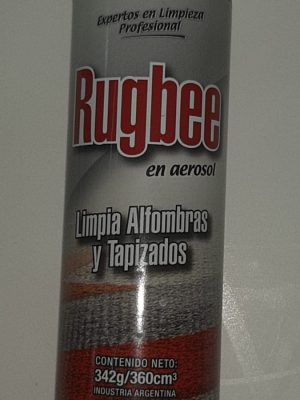 Expertos en Limpieza
Profesional
Rugbee
en aerosol
Limpia Alfombras
y Tapizados
CONTENIDO NETO:
342g/360cm³
INDUSTRIA ARGENTINA